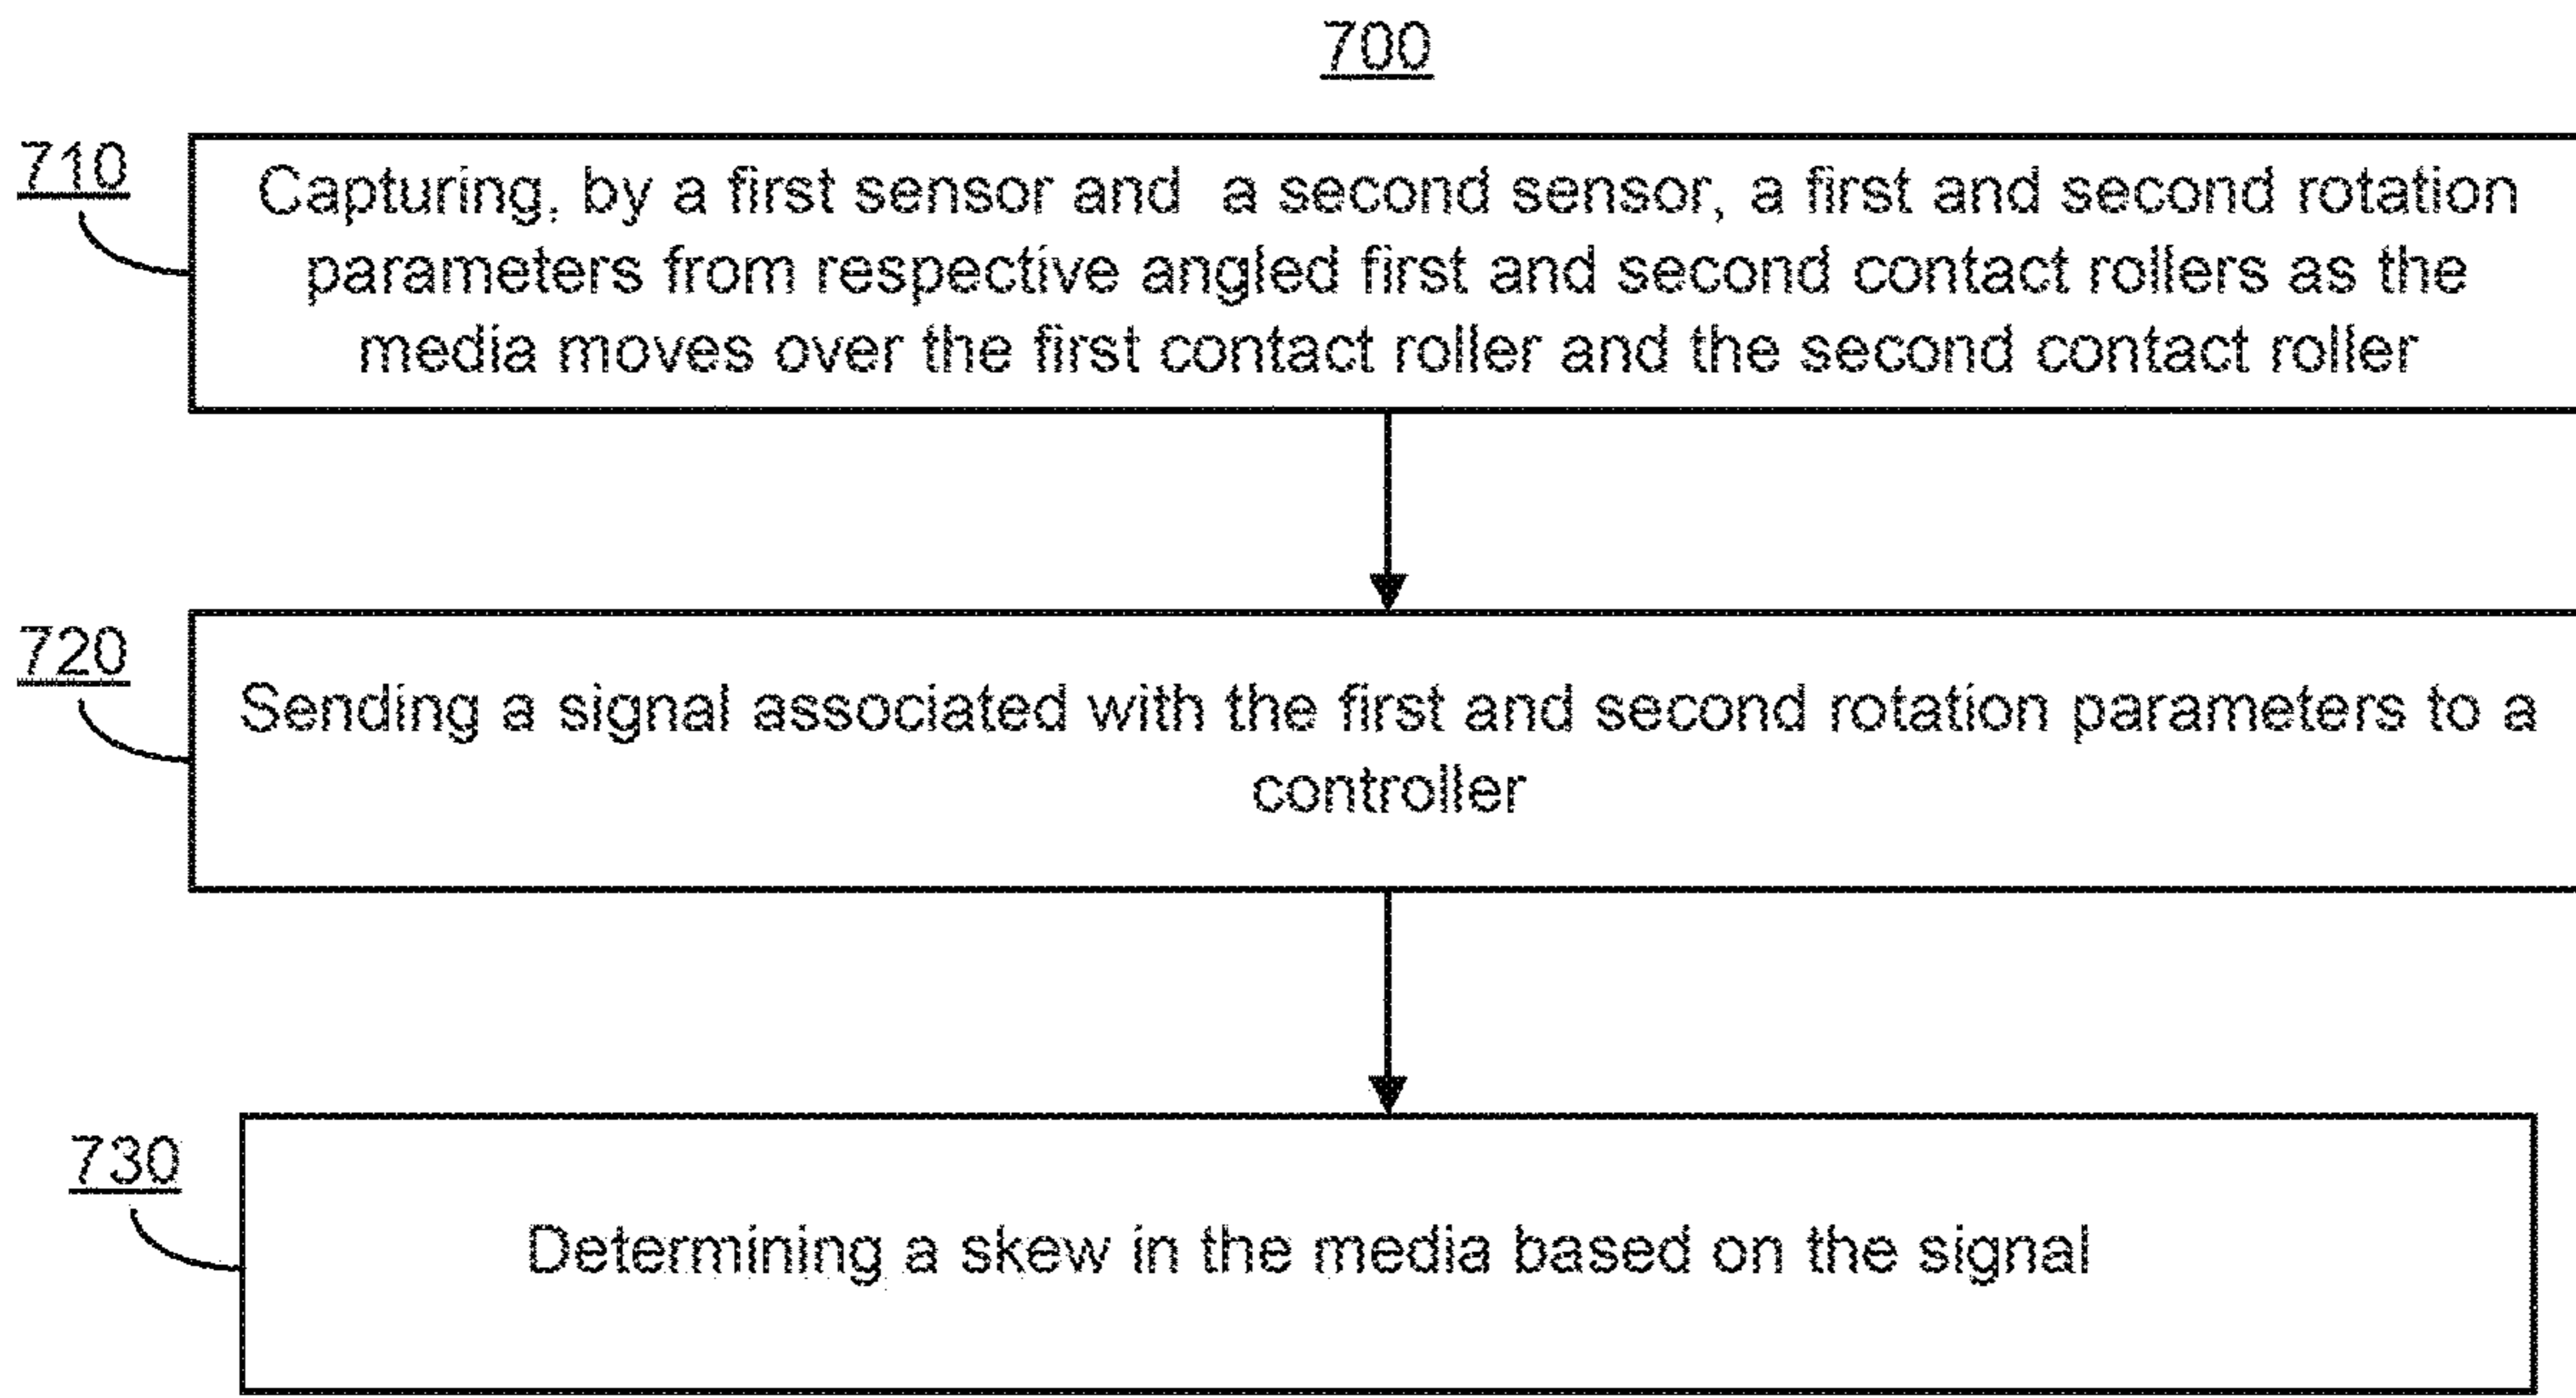 700
710
Capturing, by a first sensor and a second sensor, a first and second rotation
parameters from respective angled first and second contact rollers as the
media moves over the first contact roller and the second contact roller
720
Sending a signal associated with the first and second rotation parameters to a
controller
730
Determining a skew in the media based on the signal